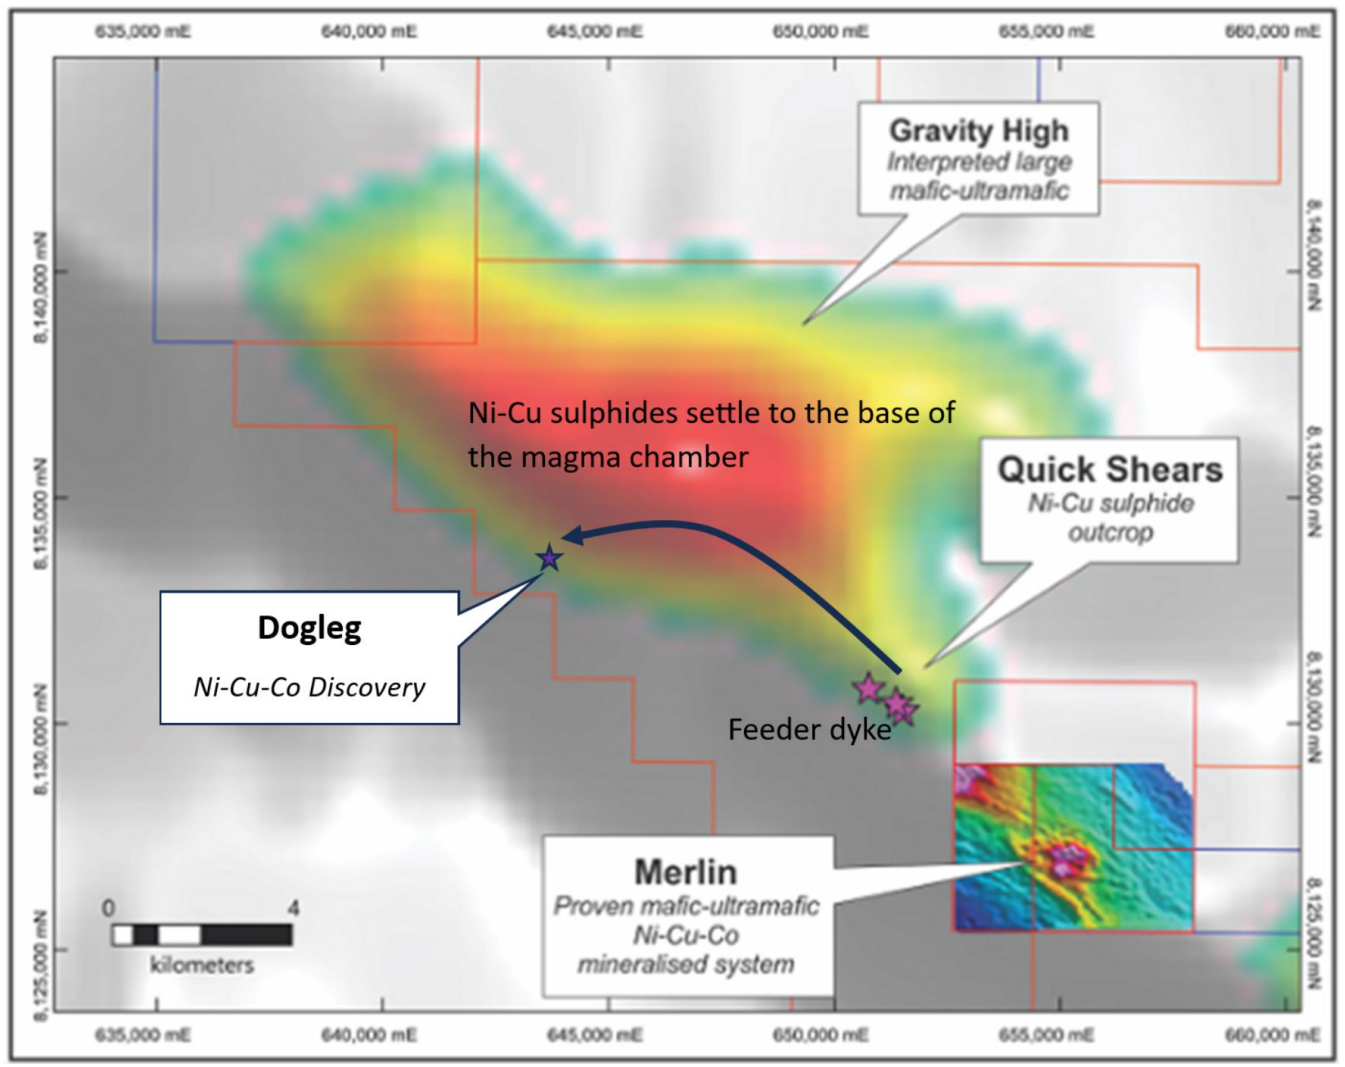 635,000 mE 640,000 mE 645,000 mE 650,000 mE 655,000 mE 660,000 mE
Gravity High
Interpreted large
mafic-ultramafic
8,140,000 mN
8,140,000 mN
Ni-Cu sulphides settle to the base of
the magma chamber
Quick Shears
Ni-Cu sulphide
outcrop
8,135,000 mN
8,135,000 mN
Dogleg
Ni-Cu-Co Discovery
Feeder dyke
8,130,000 mN
8,130,000 mN
Merlin
Proven mafic-ultramafic
Ni-Cu-Co
mineralised system
0 4
kilometers
8,125,000 mN
8,125,000 mN
635,000 mE 640,000 mE 645,000 mE 650,000 mE 655,000 mE 660,000 mE